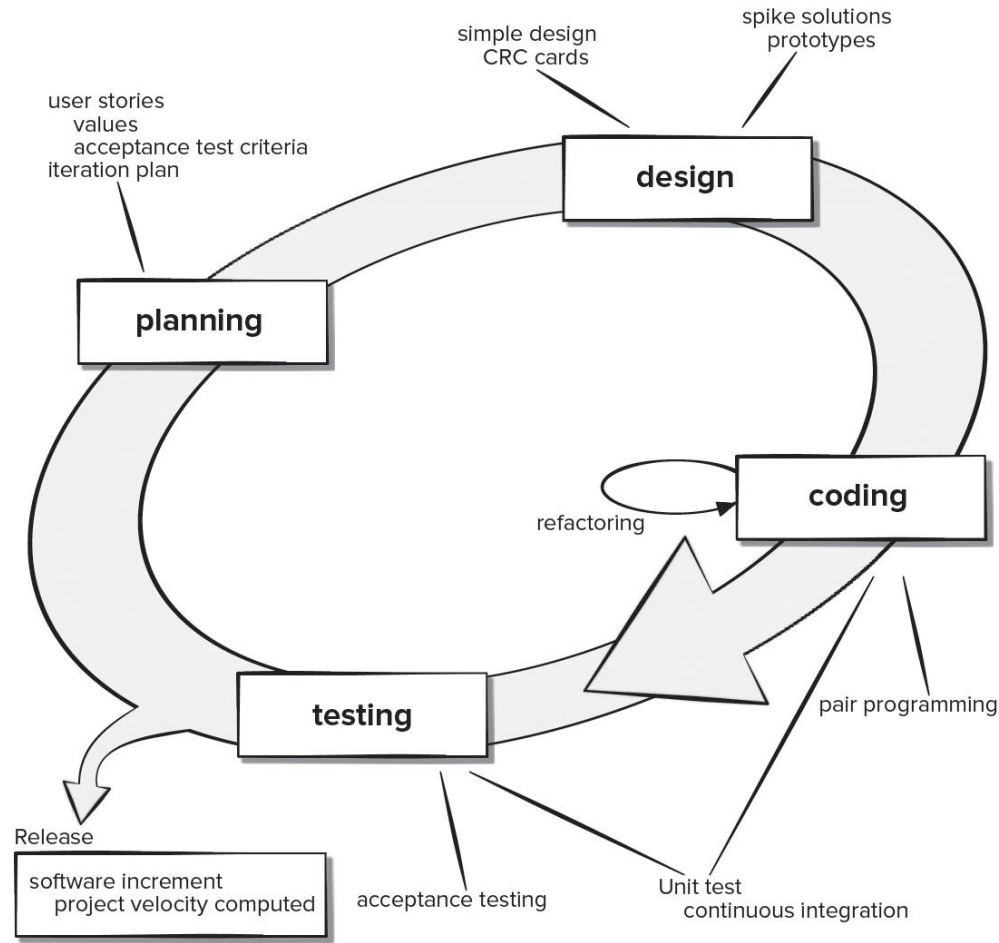 spike solutions
prototypes
simple design
CRC cards
user stories
values
acceptance test criteria
iteration plan
design
planning
coding
refactoring
testing
pair programming
Release
software increment
project velocity computed
acceptance testing
Unit test
continuous integration